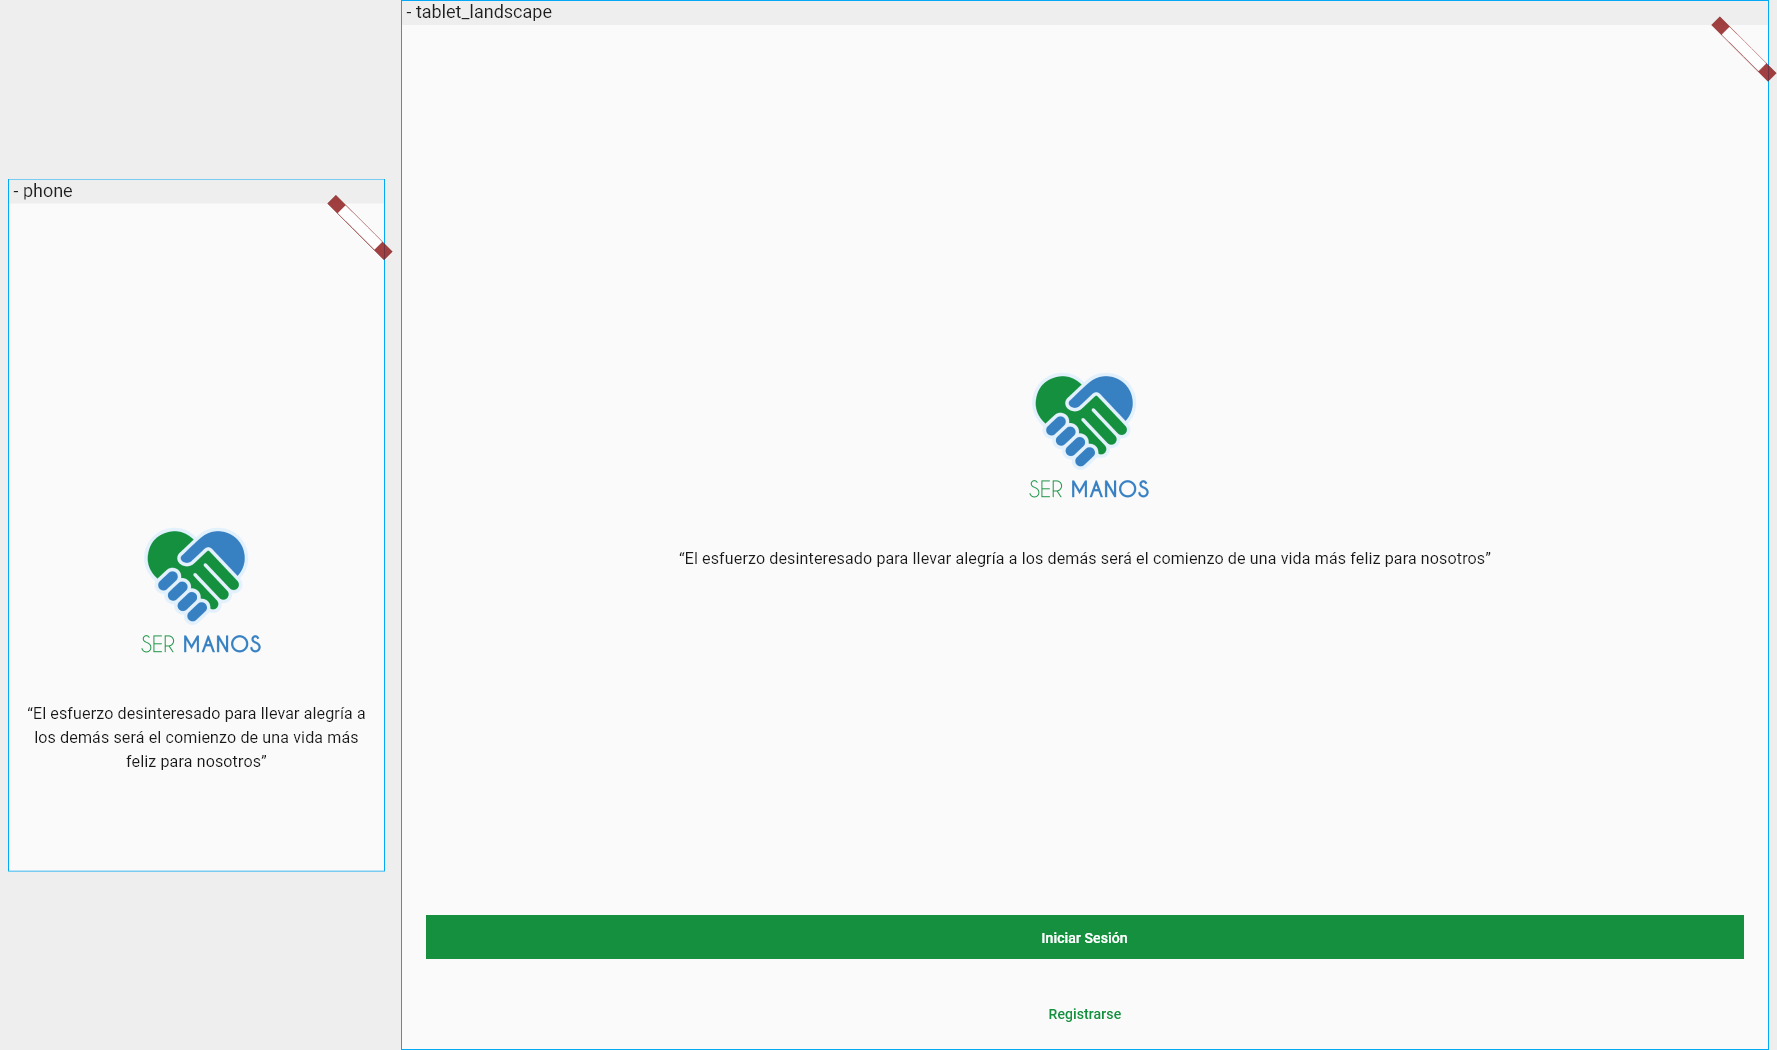 - phone
SER MANOS
“El esfuerzo desinteresado para llevar alegría a
los demás será el comienzo de una vida más
feliz para nosotros”
- tablet_landscape
SER MANOS
“El esfuerzo desinteresado para llevar alegría a los demás será el comienzo de una vida más feliz para nosotros”
Iniciar Sesión
Registrarse